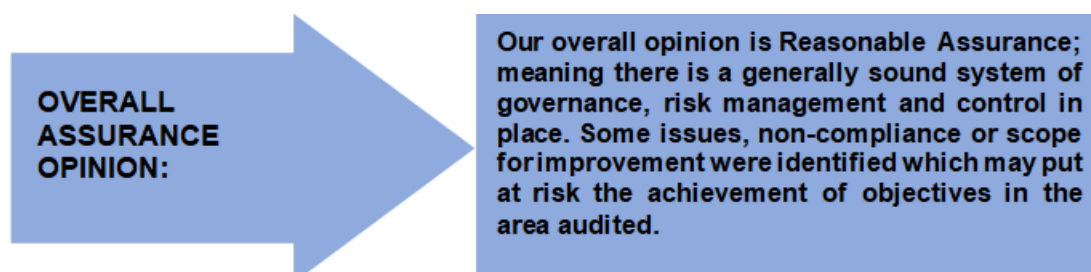 OVERALL
ASSURANCE
OPINION:
Our overall opinion is Reasonable Assurance;
meaning there is a generally sound system of
governance, risk management and control in
place. Some issues, non-compliance or scope
for improvement were identified which may put
at risk the achievement of objectives in the
area audited.